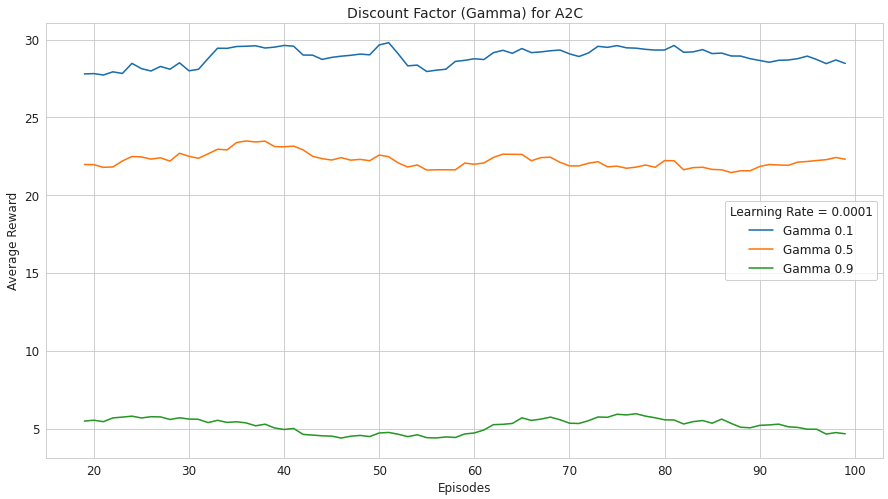 Discount Factor (Gamma) for A2C
Average Reward
30
25
20
15
10
5
Learning Rate = 0.0001
Gamma 0.1
Gamma 0.5
Gamma 0.9
20 30 40 50 60 70 80 90 100
Episodes